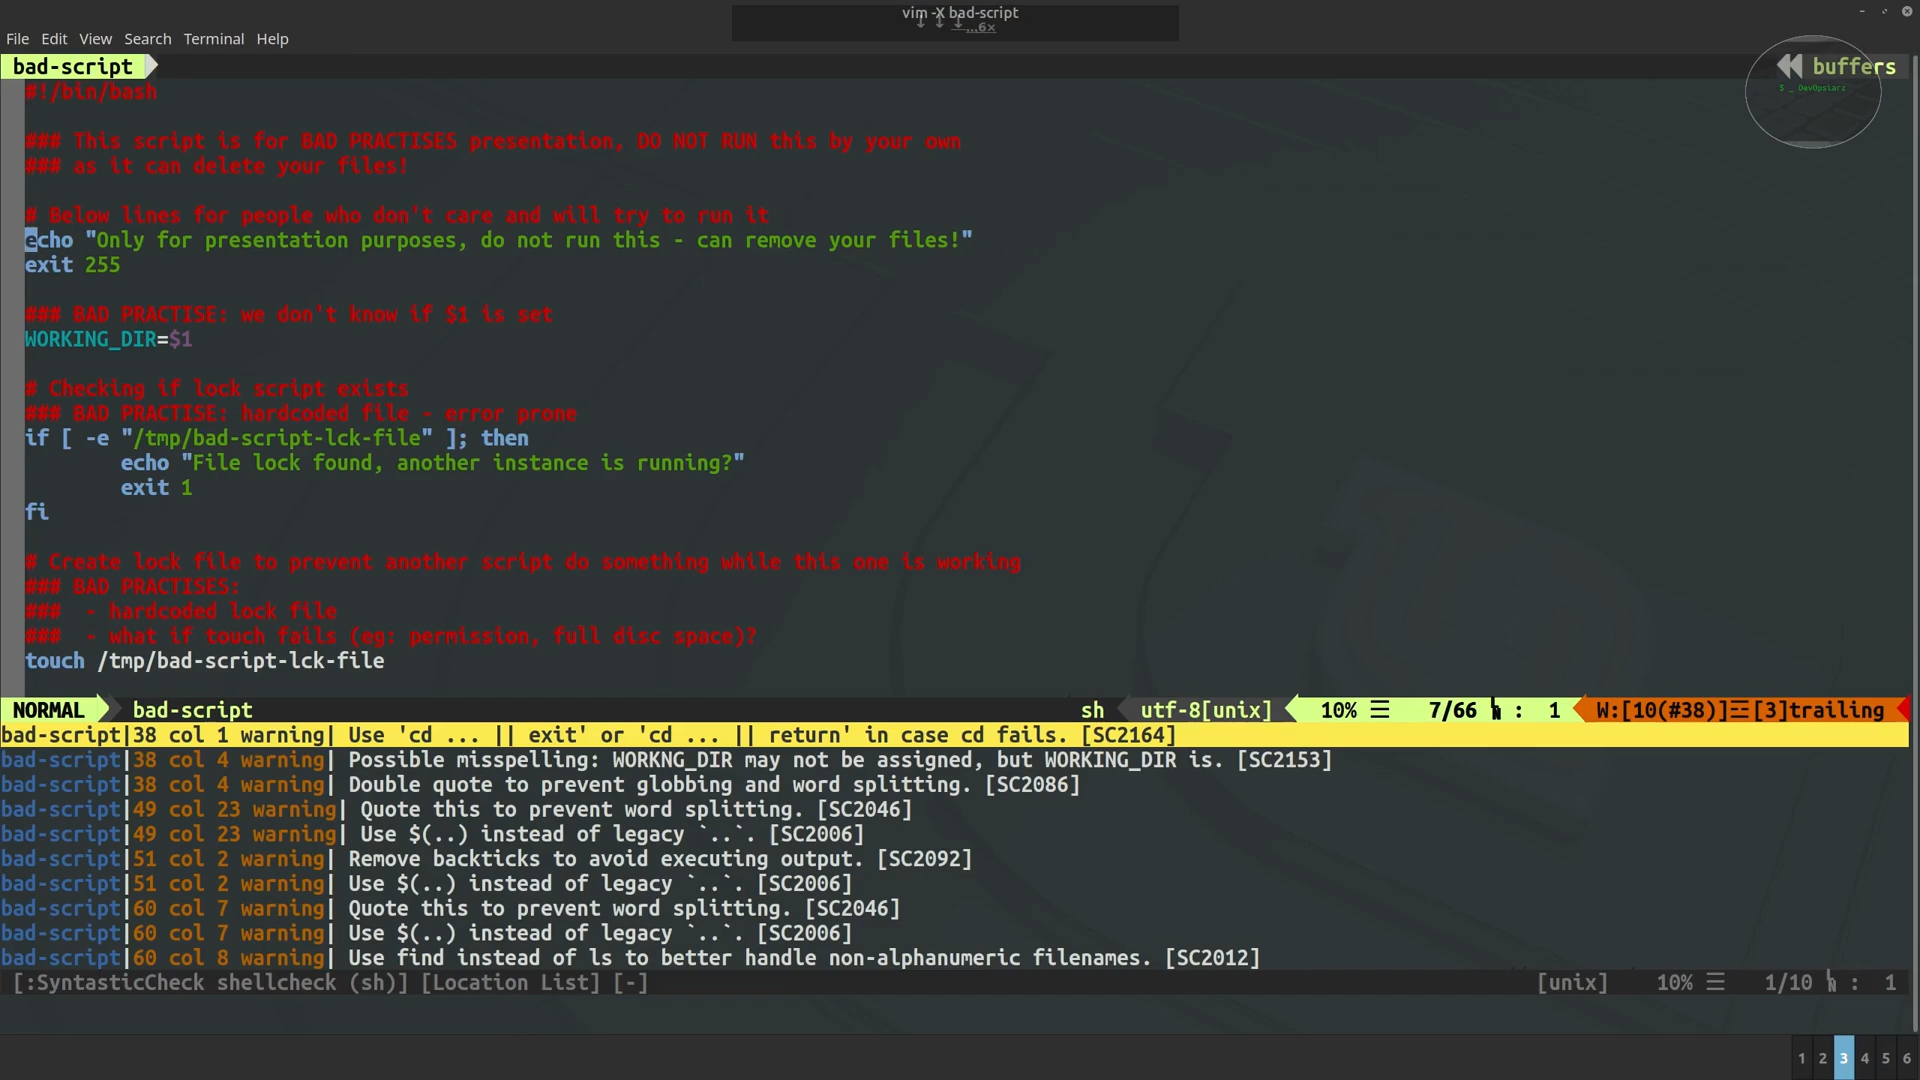 vim -X bad-script
↓ ↓ ↓ ...6x
File Edit View Search Terminal Help
bad-script
buffers
$ _ DevOpsiarz
#!/bin/bash
### This script is for BAD PRACTISES presentation, DO NOT RUN this by your own
### as it can delete your files!
# Below lines for people who don't care and will try to run it
echo "Only for presentation purposes, do not run this - can remove your files!"
exit 255
### BAD PRACTISE: we don't know if $1 is set
WORKING_DIR=$1
# Checking if lock script exists
### BAD PRACTISE: hardcoded file - error prone
if [ -e "/tmp/bad-script-lck-file" ]; then
echo "File lock found, another instance is running?"
exit 1
fi
# Create lock file to prevent another script do something while this one is working
### BAD PRACTISES:
### - hardcoded lock file
### - what if touch fails (eg: permission, full disc space)?
touch /tmp/bad-script-lck-file
NORMAL bad-script sh utf-8[unix] 10% ☰ 7/66 ㏑ : 1 W:[10(#38)]☰[3]trailing
bad-script|38 col 1 warning| Use 'cd ... || exit' or 'cd ... || return' in case cd fails. [SC2164]
bad-script|38 col 4 warning| Possible misspelling: WORKNG_DIR may not be assigned, but WORKING_DIR is. [SC2153]
bad-script|38 col 4 warning| Double quote to prevent globbing and word splitting. [SC2086]
bad-script|49 col 23 warning| Quote this to prevent word splitting. [SC2046]
bad-script|49 col 23 warning| Use $(..) instead of legacy `..`. [SC2006]
bad-script|51 col 2 warning| Remove backticks to avoid executing output. [SC2092]
bad-script|51 col 2 warning| Use $(..) instead of legacy `..`. [SC2006]
bad-script|60 col 7 warning| Quote this to prevent word splitting. [SC2046]
bad-script|60 col 7 warning| Use $(..) instead of legacy `..`. [SC2006]
bad-script|60 col 8 warning| Use find instead of ls to better handle non-alphanumeric filenames. [SC2012]
[:SyntasticCheck shellcheck (sh)] [Location List] [-] [unix] 10% ☰ 1/10 ㏑ : 1
1 2 3 4 5 6